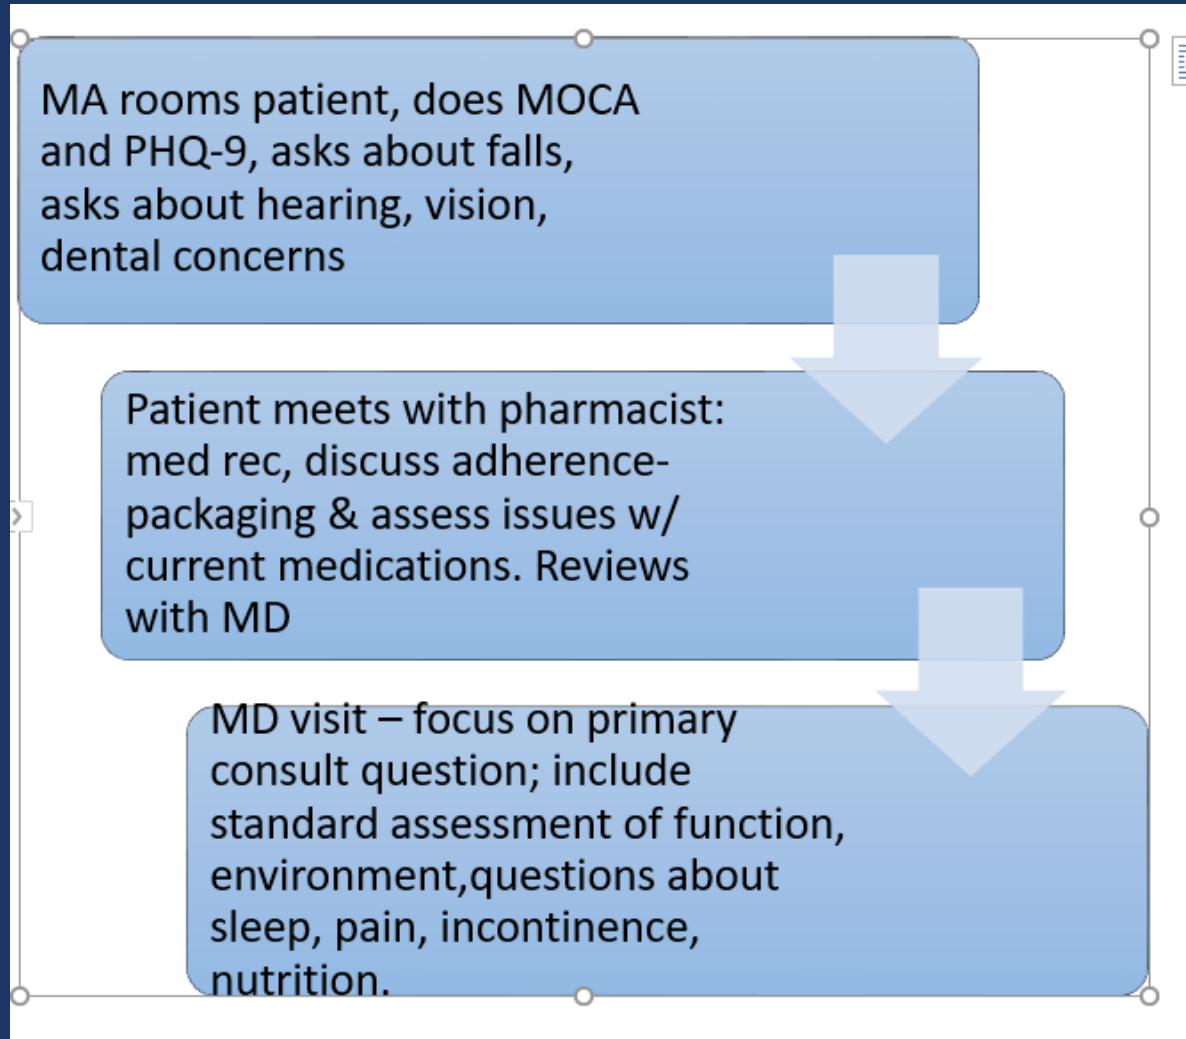 MA rooms patient, does MOCA
and PHQ-9, asks about falls,
asks about hearing, vision,
dental concerns
Patient meets with pharmacist:
med rec, discuss adherence-
packaging & assess issues w/
current medications. Reviews
with MD
MD visit – focus on primary
consult question; include
standard assessment of function,
environment,questions about
sleep, pain, incontinence,
nutrition.